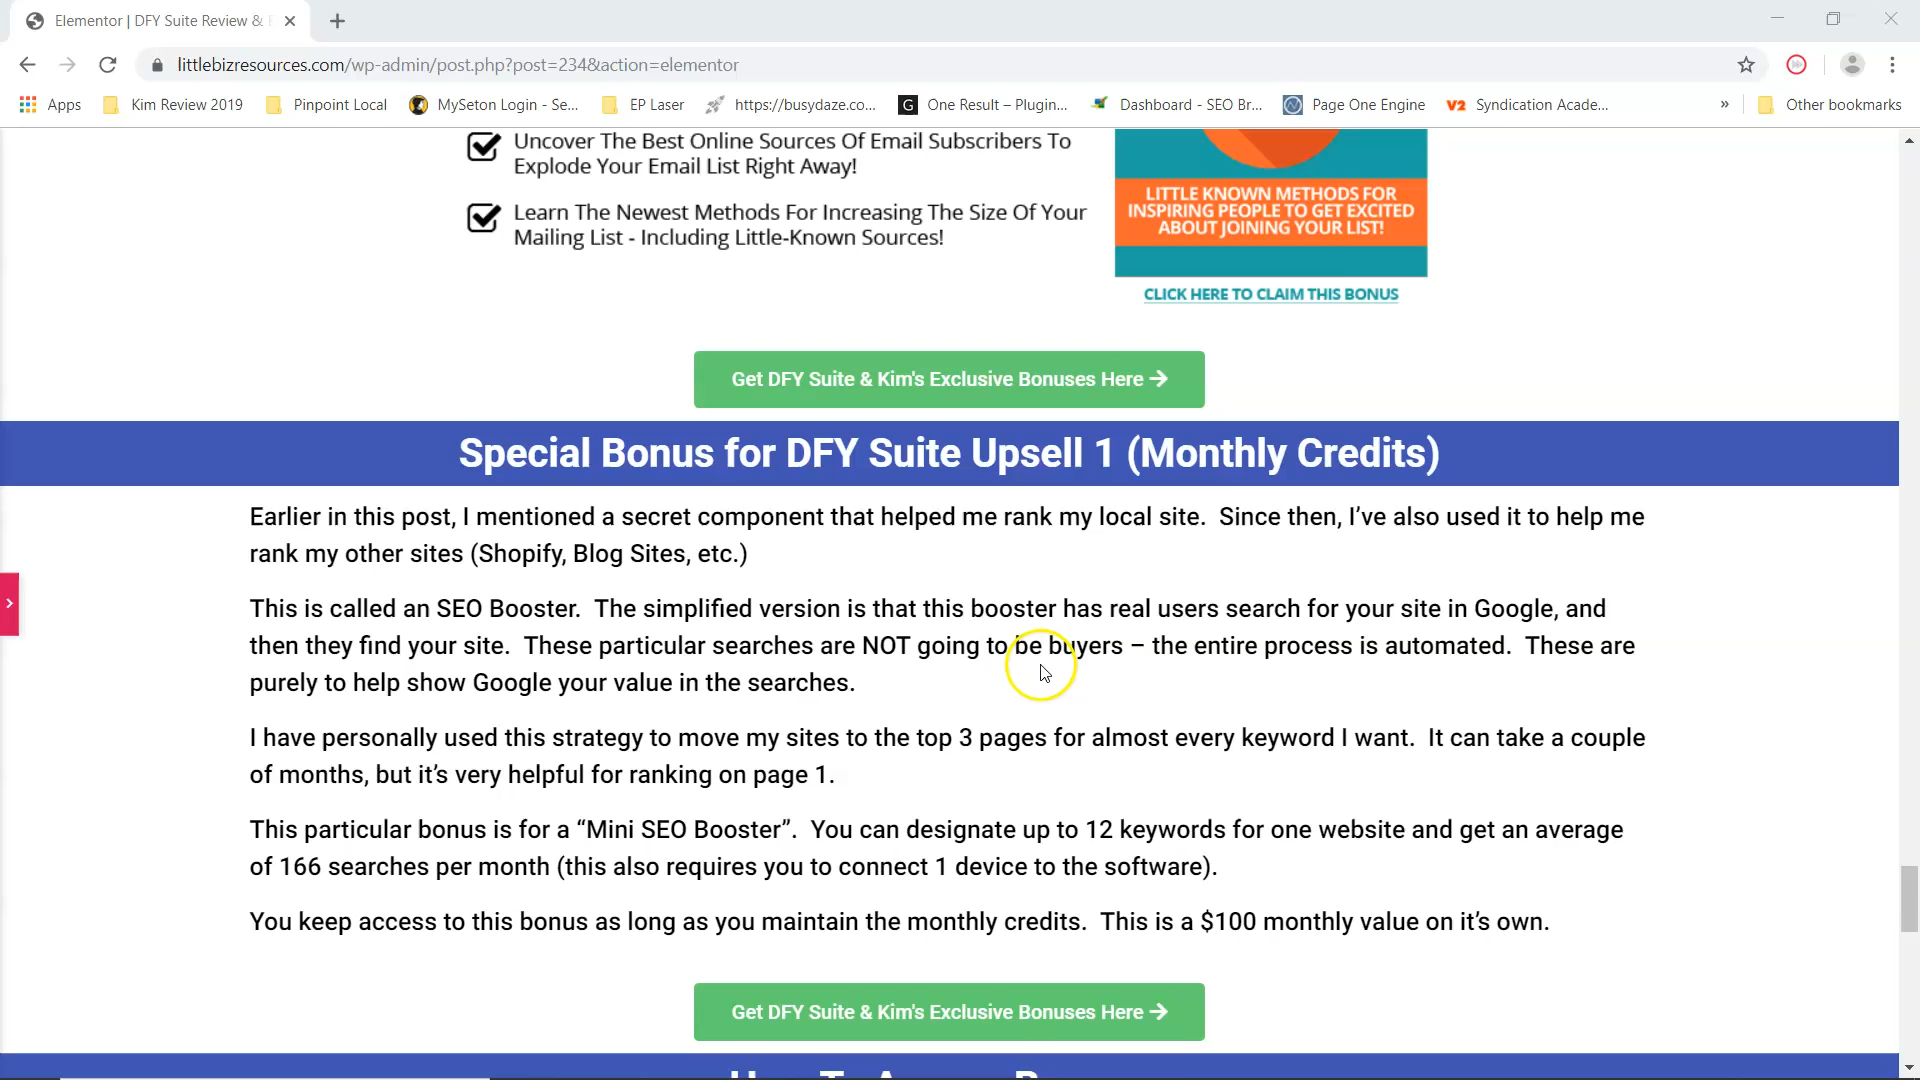 Elementor | DFY Suite Review &
littlebizresources.com/wp-admin/post.php?post=234&action=elementor
Apps Kim Review 2019 Pinpoint Local MySeton Login - Se... EP Laser https://busydaze.co... G One Result – Plugin... Dashboard - SEO Br... Page One Engine V2 Syndication Acade... » Other bookmarks
Uncover The Best Online Sources Of Email Subscribers To
Explode Your Email List Right Away!
Learn The Newest Methods For Increasing The Size Of Your
Mailing List - Including Little-Known Sources!
LITTLE KNOWN METHODS FOR
INSPIRING PEOPLE TO GET EXCITED
ABOUT JOINING YOUR LIST!
CLICK HERE TO CLAIM THIS BONUS
Get DFY Suite & Kim's Exclusive Bonuses Here →
Special Bonus for DFY Suite Upsell 1 (Monthly Credits)
Earlier in this post, I mentioned a secret component that helped me rank my local site.  Since then, I’ve also used it to help me
rank my other sites (Shopify, Blog Sites, etc.)
This is called an SEO Booster.  The simplified version is that this booster has real users search for your site in Google, and
then they find your site.  These particular searches are NOT going to be buyers – the entire process is automated.  These are
purely to help show Google your value in the searches.
I have personally used this strategy to move my sites to the top 3 pages for almost every keyword I want.  It can take a couple
of months, but it’s very helpful for ranking on page 1.
This particular bonus is for a “Mini SEO Booster”.  You can designate up to 12 keywords for one website and get an average
of 166 searches per month (this also requires you to connect 1 device to the software).
You keep access to this bonus as long as you maintain the monthly credits.  This is a $100 monthly value on it’s own.
Get DFY Suite & Kim's Exclusive Bonuses Here →